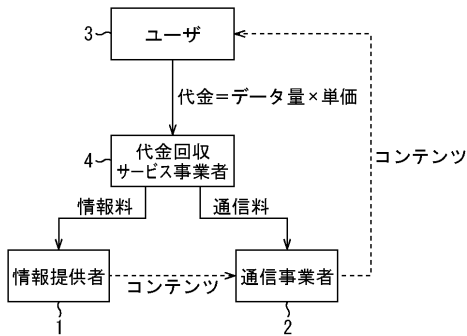 3
ユーザ
代金＝データ量×単価
4
代金回収
サービス事業者
コンテンツ
情報料
通信料
情報提供者
コンテンツ
通信事業者
1
2